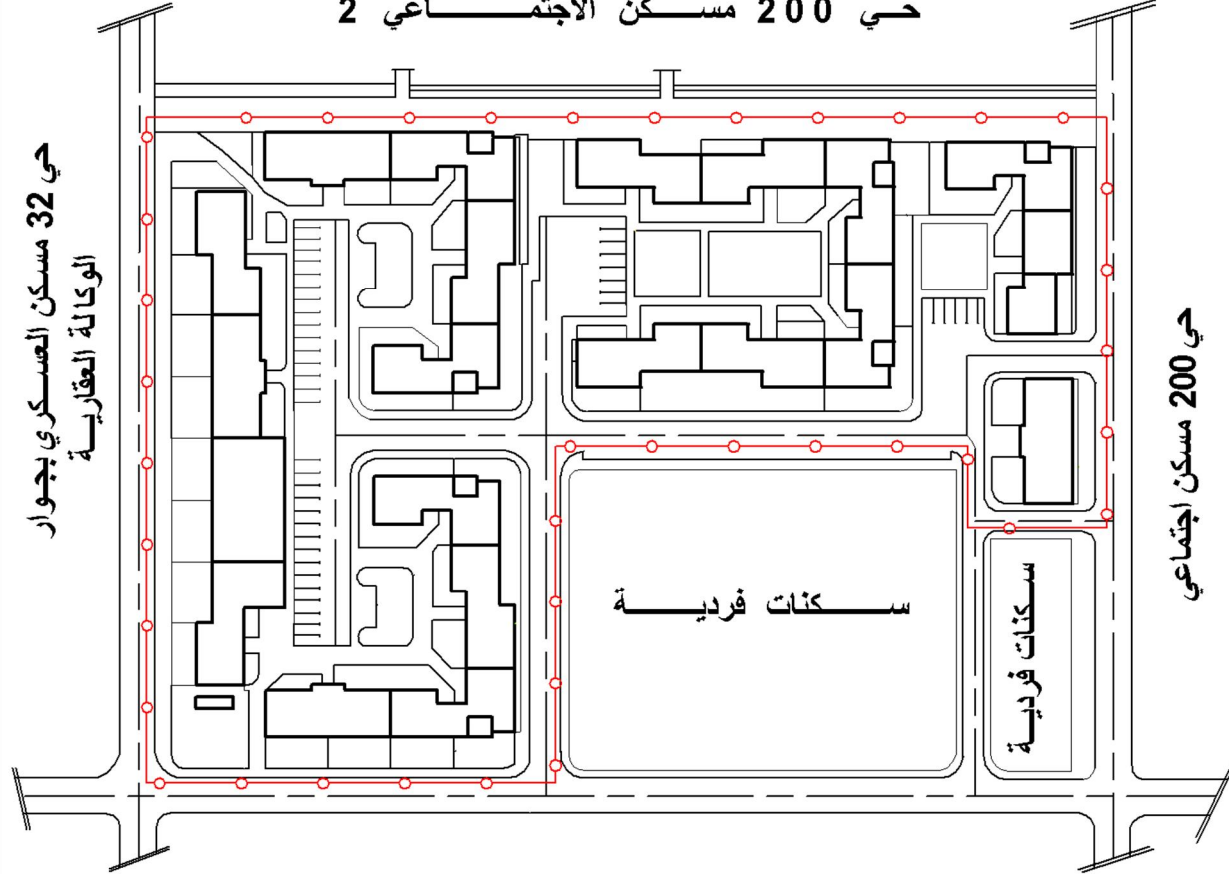 حي 200 مسكن الاجتماعي 2
حي 32 مسكن العسكري بجوار
الوكالة العقارية
حي 200 مسكن اجتماعي
سكنات فردية
سكنات فردية